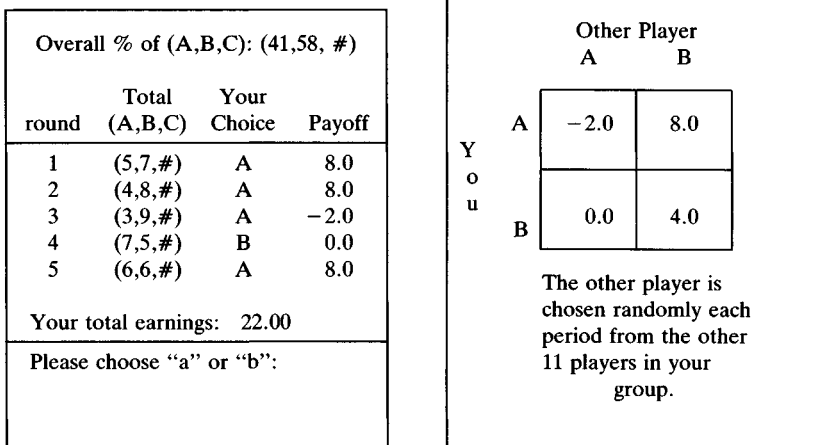 Overall % of (A,B,C): (41,58, #)
Total Your
round (A,B,C) Choice Payoff
1 (5,7,#) A 8.0
2 (4,8,#) A 8.0
3 (3,9,#) A −2.0
4 (7,5,#) B 0.0
5 (6,6,#) A 8.0
Your total earnings: 22.00
Please choose “a” or “b”:
Other Player
A B
Y
o
u
A −2.0 8.0
B 0.0 4.0
The other player is
chosen randomly each
period from the other
11 players in your
group.